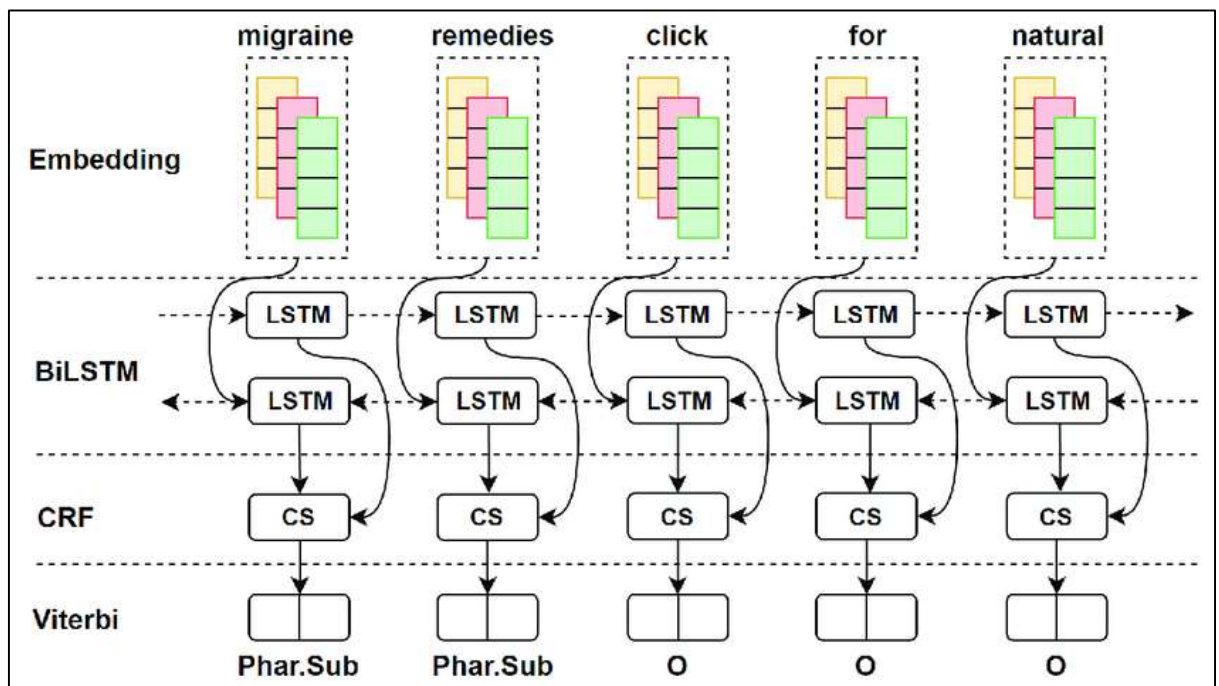 migraine remedies click for natural
Embedding
LSTM LSTM LSTM LSTM LSTM
BiLSTM
LSTM LSTM LSTM LSTM LSTM
CRF CS CS CS CS CS
Viterbi
Phar.Sub Phar.Sub O O O